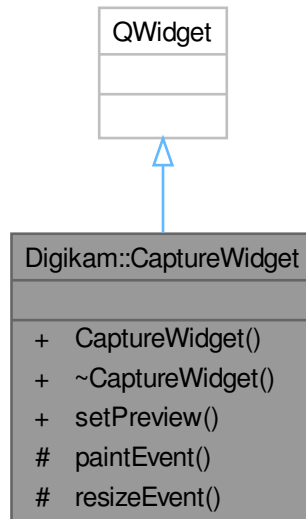 QWidget
Digikam::CaptureWidget
+ CaptureWidget()
+ ~CaptureWidget()
+ setPreview()
# paintEvent()
# resizeEvent()